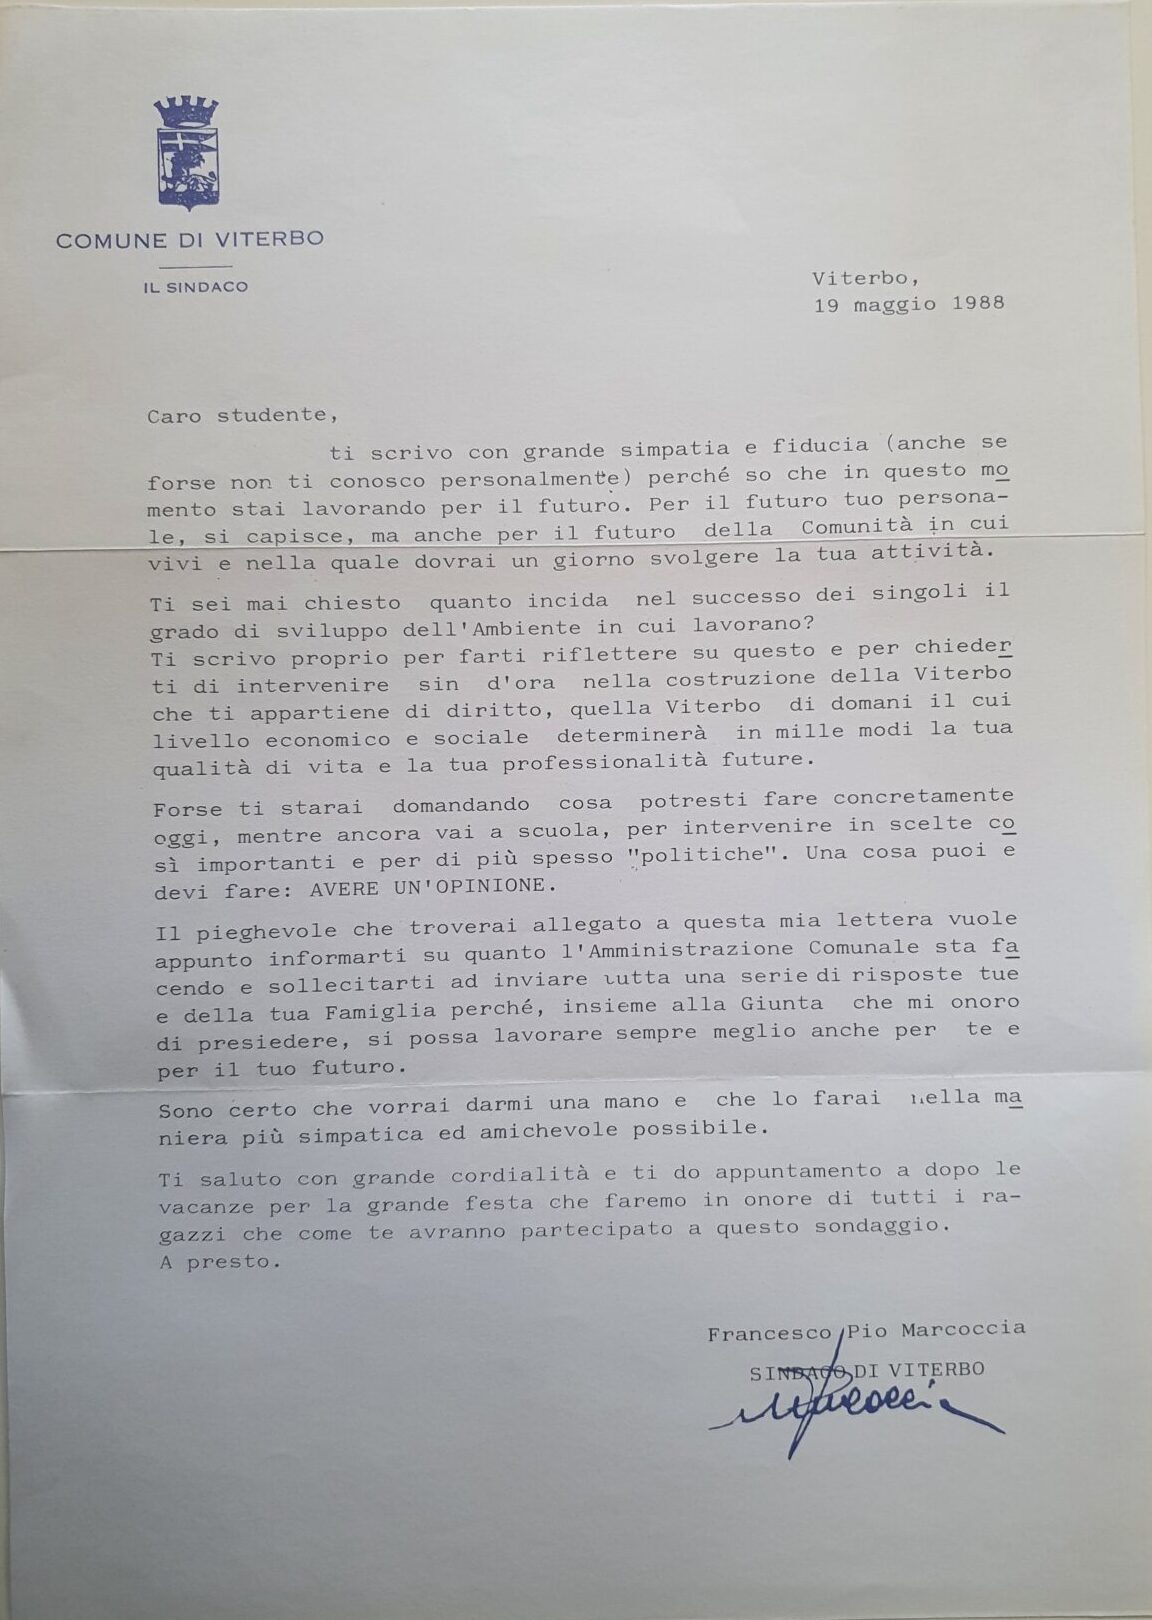 COMUNE DI VITERBO
IL SINDACO
Viterbo,
19 maggio 1988
Caro studente,
ti scrivo con grande simpatia e fiducia (anche se
forse non ti conosco personalmente) perché so che in questo mo
mento stai lavorando per il futuro. Per il futuro tuo persona-
le, si capisce, ma anche per il futuro della Comunità in cui
vivi e nella quale dovrai un giorno svolgere la tua attività.
Ti sei mai chiesto quanto incida nel successo dei singoli il
grado di sviluppo dell'Ambiente in cui lavorano?
Ti scrivo proprio per farti riflettere su questo e per chieder
ti di intervenire sin d'ora nella costruzione della Viterbo
che ti appartiene di diritto, quella Viterbo di domani il cui
livello economico e sociale determinerà in mille modi la tua
qualità di vita e la tua professionalità future.
Forse ti starai domandando cosa potresti fare concretamente
oggi, mentre ancora vai a scuola, per intervenire in scelte co
sì importanti e per di più spesso "politiche". Una cosa puoi e
devi fare: AVERE UN'OPINIONE.
Il pieghevole che troverai allegato a questa mia lettera vuole
appunto informarti su quanto l'Amministrazione Comunale sta fa
cendo e sollecitarti ad inviare tutta una serie di risposte tue
e della tua Famiglia perché, insieme alla Giunta che mi onoro
di presiedere, si possa lavorare sempre meglio anche per te e
per il tuo futuro.
Sono certo che vorrai darmi una mano e che lo farai nella ma
niera più simpatica ed amichevole possibile.
Ti saluto con grande cordialità e ti do appuntamento a dopo le
vacanze per la grande festa che faremo in onore di tutti i ra-
gazzi che come te avranno partecipato a questo sondaggio.
A presto.
Francesco Pio Marcoccia
SINDACO DI VITERBO
Marcoccia